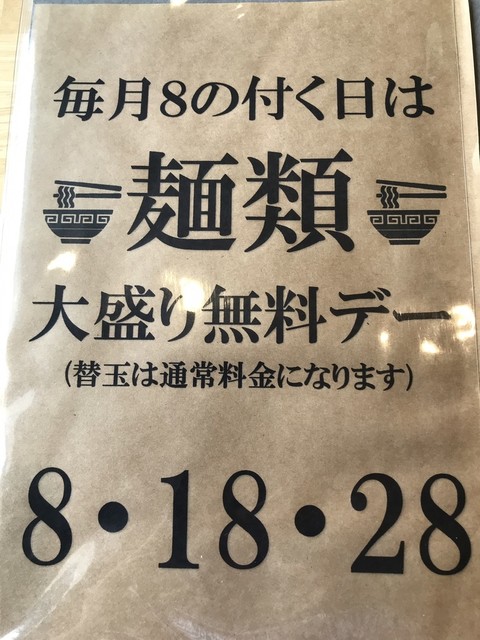 毎月8の付く日は
麺類
大盛り無料デー
(替玉は通常料金になります)
8・18・28